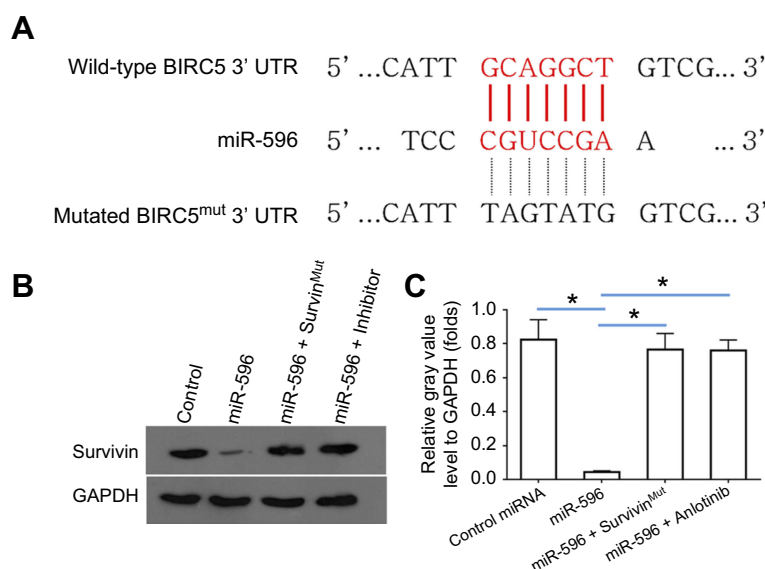 A
Wild-type BIRC5 3' UTR 5' ...CATT GCAGGCT GTCG... 3'
miR-596 5' ... TCC CGUCCGA A ... 3'
Mutated BIRC5mut 3' UTR 5' ...CATT TAGTATG GTCG... 3'
B
Control
miR-596
miR-596 + SurvinMut
miR-596 + Inhibitor
Survivin
GAPDH
C
Relative gray value
level to GAPDH (folds)
1.0
0.8
0.6
0.4
0.2
0.0
*
*
*
Control miRNA
miR-596
miR-596 + SurvivinMut
miR-596 + Anlotinib